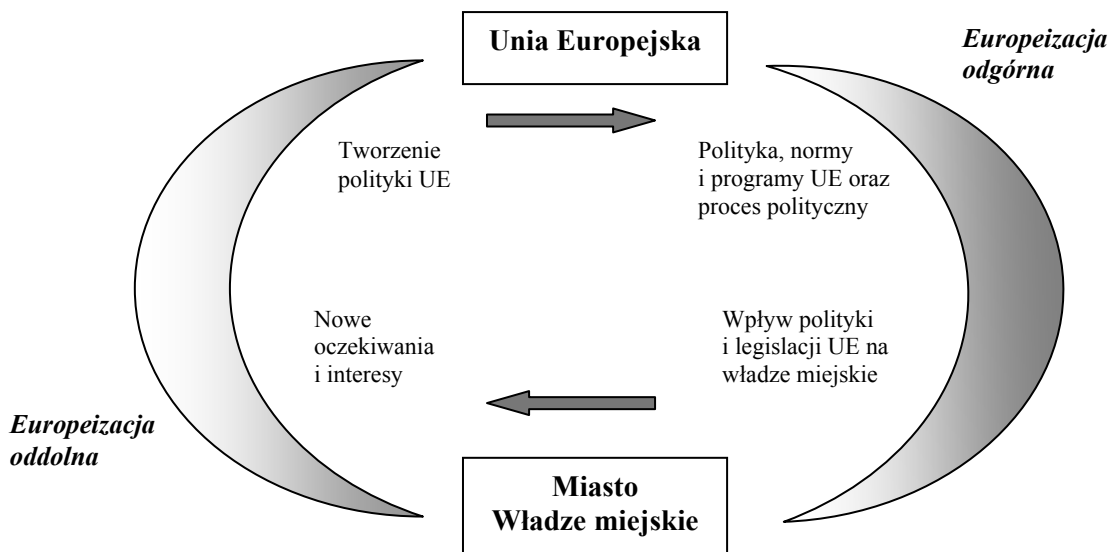 Unia Europejska
Europeizacja
odgórna
Tworzenie
polityki UE
Polityka, normy
i programy UE oraz
proces polityczny
Nowe
oczekiwania
i interesy
Wpływ polityki
i legislacji UE na
władze miejskie
Europeizacja
oddolna
Miasto
Władze miejskie